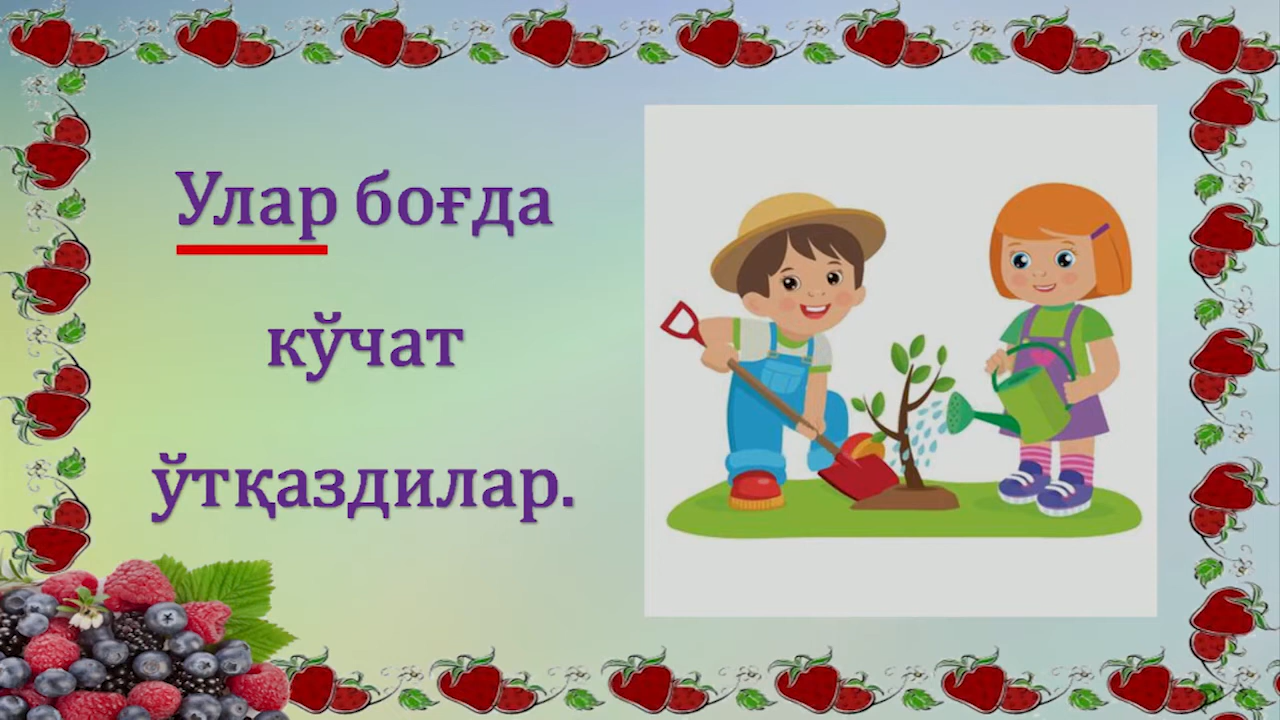 Улар боғда
кўчат
ўтқаздилар.